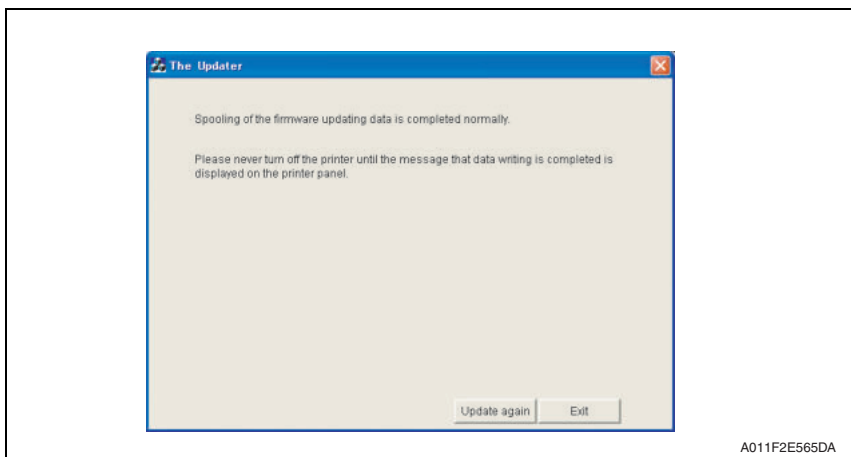 The Updater
Spooling of the firmware updating data is completed normally.
Please never turn off the printer until the message that data writing is completed is
displayed on the printer panel.
Update again
Exit
A011F2E565DA